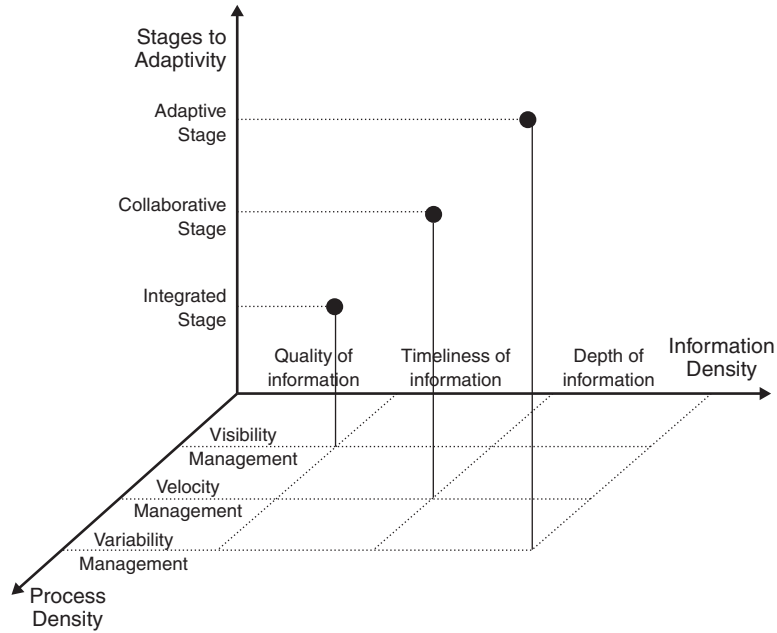 Stages to
Adaptivity
Adaptive
Stage
Collaborative
Stage
Integrated
Stage
Quality of
information
Timeliness of
information
Depth of
information
Information
Density
Visibility
Management
Velocity
Management
Variability
Management
Process
Density